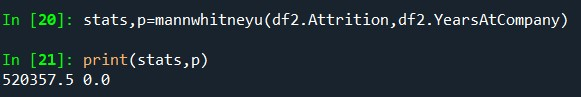 In [20]: stats,p=mannwhitneyu(df2.Attrition,df2.YearsAtCompany)
In [21]: print(stats,p)
520357.5 0.0